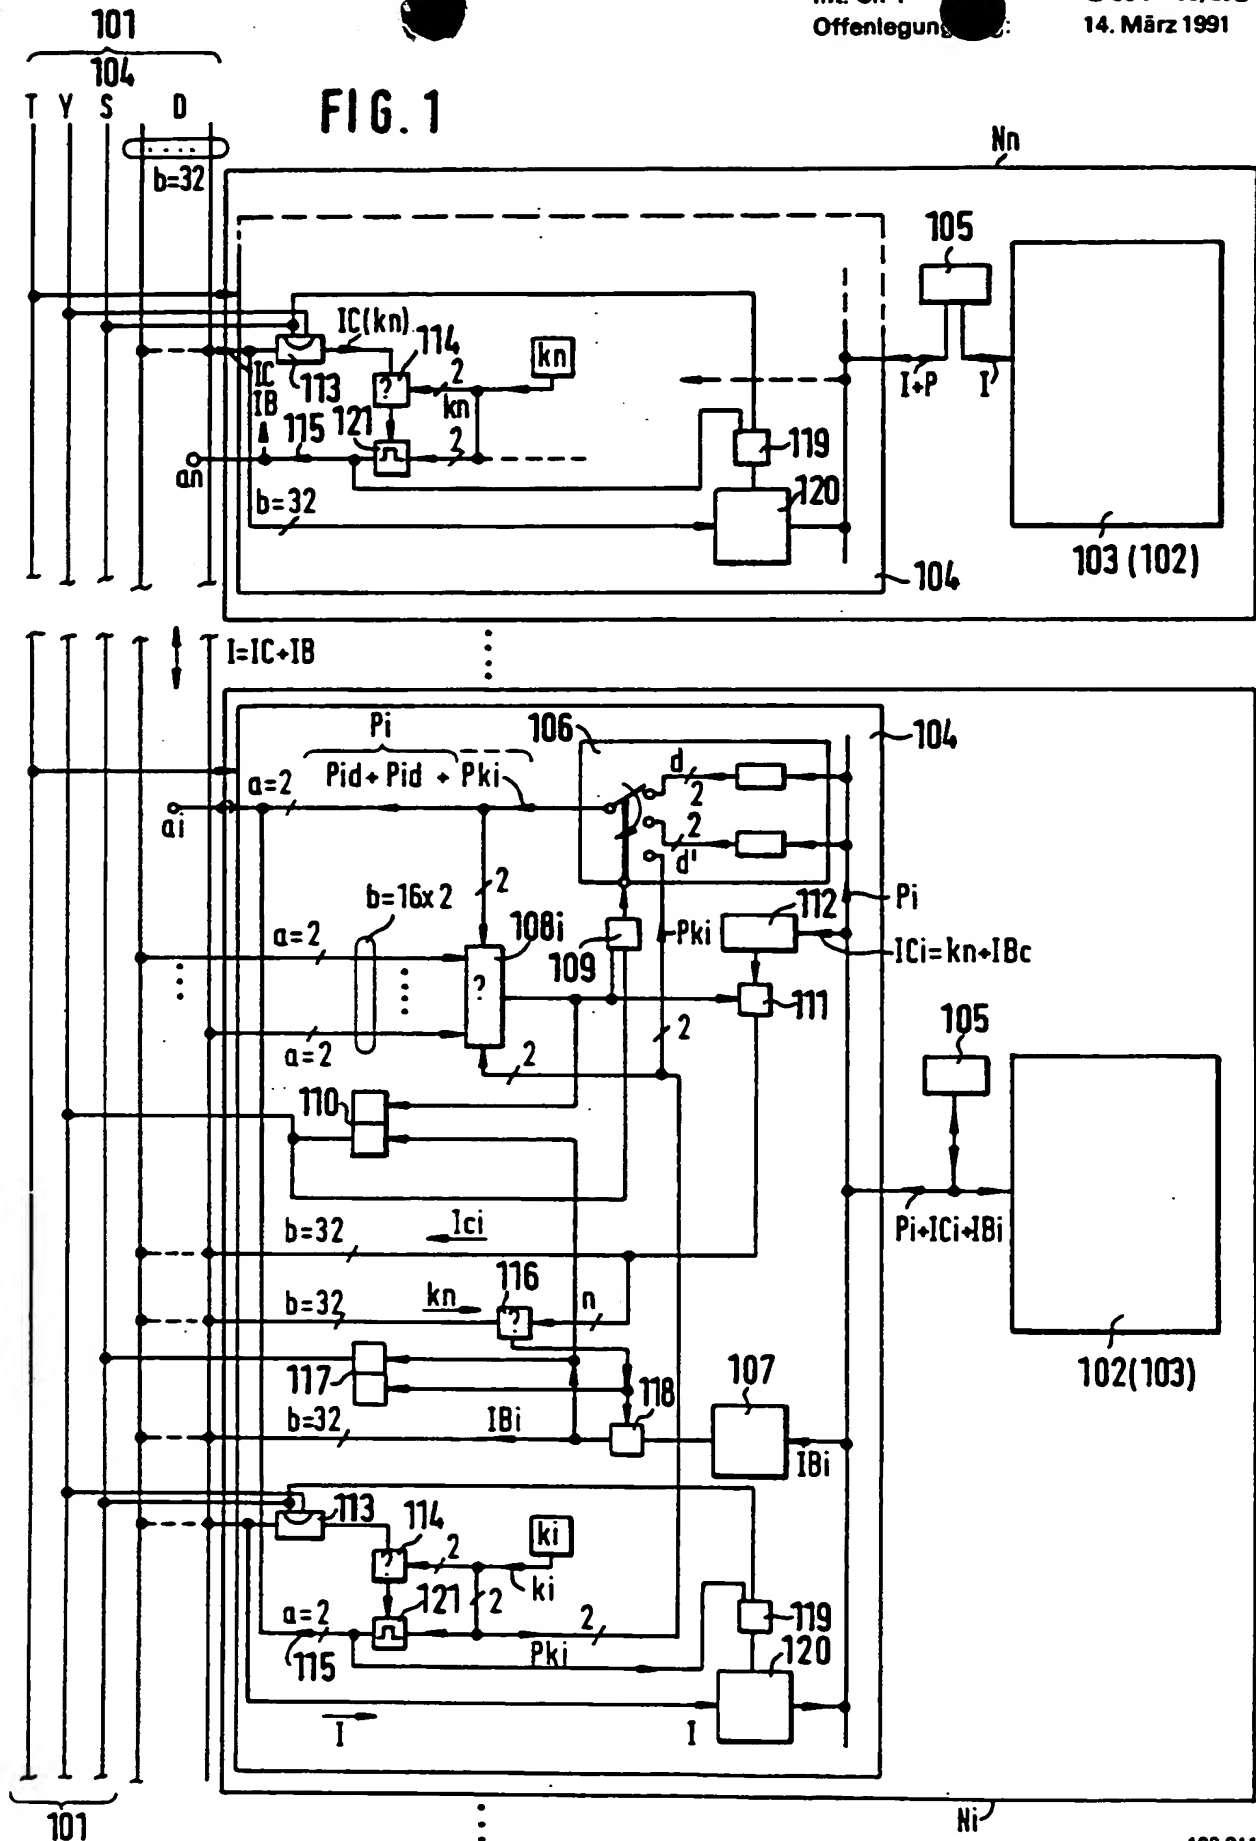 Offenlegung
14. März 1991
101
104
T Y S D
FIG. 1
b=32
Nn
105
IC(kn)
114
kn
2
IC
113
kn
I+P
I
IB
115
121
2
119
an
b=32
120
103 (102)
104
I=IC+IB
Pi
106
104
Pid+Pid + Pki
d
2
a=2
ai
2
d'
2
b=16x2
108i
112
Pi
a=2
109
Pki
ICi=kn+IBc
?
111
105
a=2
2
2
110
b=32
Ici
Pi+ICi+IBi
116
b=32
kn
n
?
117
102(103)
118
107
b=32
IBi
IBi
113
114
2
ki
?
ki
121
2
a=2
2
119
115
Pki
120
I
I
101
Ni